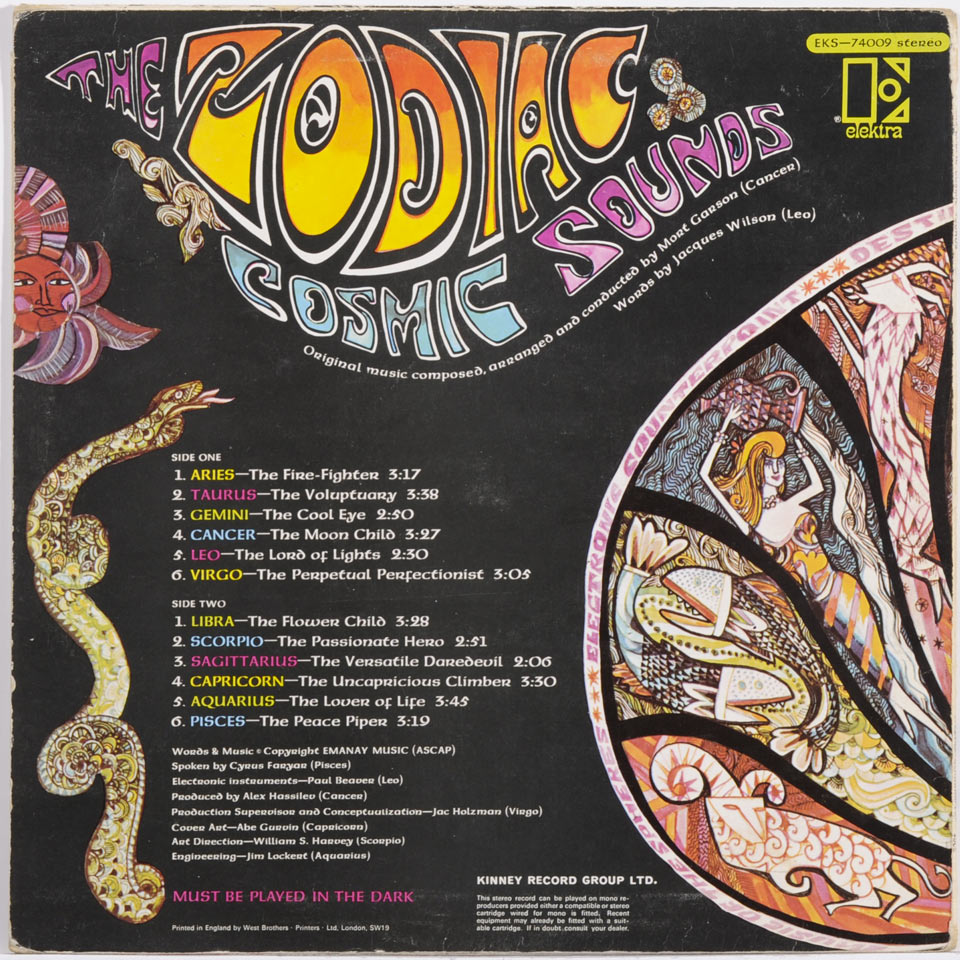 THE ZODIAC
COSMIC SOUNDS
EKS—74009 stereo
® elektra
Original music composed, arranged and conducted by Mort Garson (Cancer)
Words by Jacques Wilson (Leo)
SIDE ONE
1. ARIES—The Fire-Fighter 3:17
2. TAURUS—The Voluptuary 3:38
3. GEMINI—The Cool Eye 2:50
4. CANCER—The Moon Child 3:27
5. LEO—The Lord of Lights 2:30
6. VIRGO—The Perpetual Perfectionist 3:05
SIDE TWO
1. LIBRA—The Flower Child 3:28
2. SCORPIO—The Passionate Hero 2:51
3. SAGITTARIUS—The Versatile Daredevil 2:06
4. CAPRICORN—The Uncapricious Climber 3:30
5. AQUARIUS—The Lover of Life 3:45
6. PISCES—The Peace Piper 3:19
Words & Music © Copyright EMANAY MUSIC (ASCAP)
Spoken by Cyrus Faryar (Pisces)
Electronic instruments—Paul Beaver (Leo)
Produced by Alex Hassilev (Cancer)
Production Supervisor and Conceptualization—Jac Holzman (Virgo)
Cover Art—Abe Gurvin (Capricorn)
Art Direction—William S. Harvey (Scorpio)
Engineering—Jim Lockert (Aquarius)
MUST BE PLAYED IN THE DARK
Printed in England by West Brothers · Printers · Ltd, London, SW19
KINNEY RECORD GROUP LTD.
This stereo record can be played on mono re-
producers provided either a compatible or stereo
cartridge wired for mono is fitted. Recent
equipment may already be fitted with a suit-
able cartridge. If in doubt consult your dealer.
MUSIC OF THE SPHERES ** ELECTRONIC COUNTERPOINT ** DEST